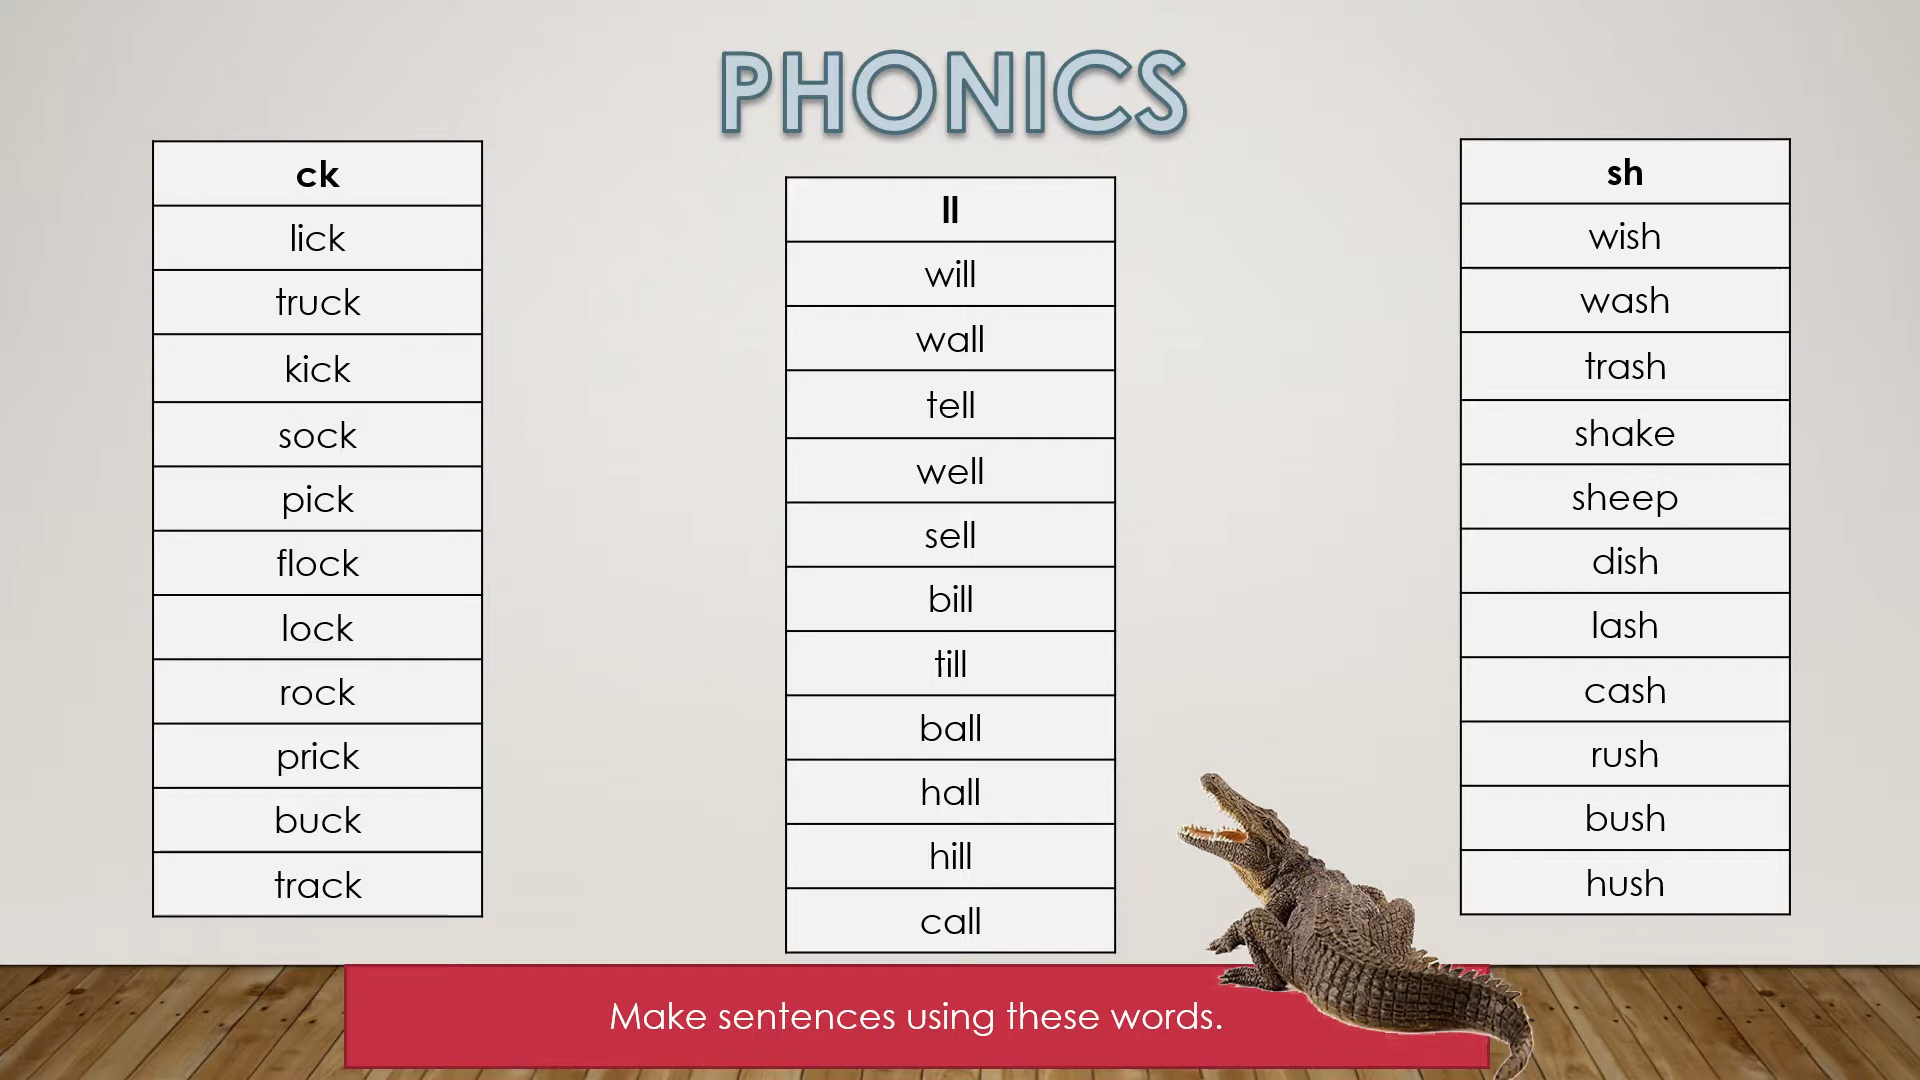 PHONICS
ck
lick
truck
kick
sock
pick
flock
lock
rock
prick
buck
track
ll
will
wall
tell
well
sell
bill
till
ball
hall
hill
call
sh
wish
wash
trash
shake
sheep
dish
lash
cash
rush
bush
hush
Make sentences using these words.